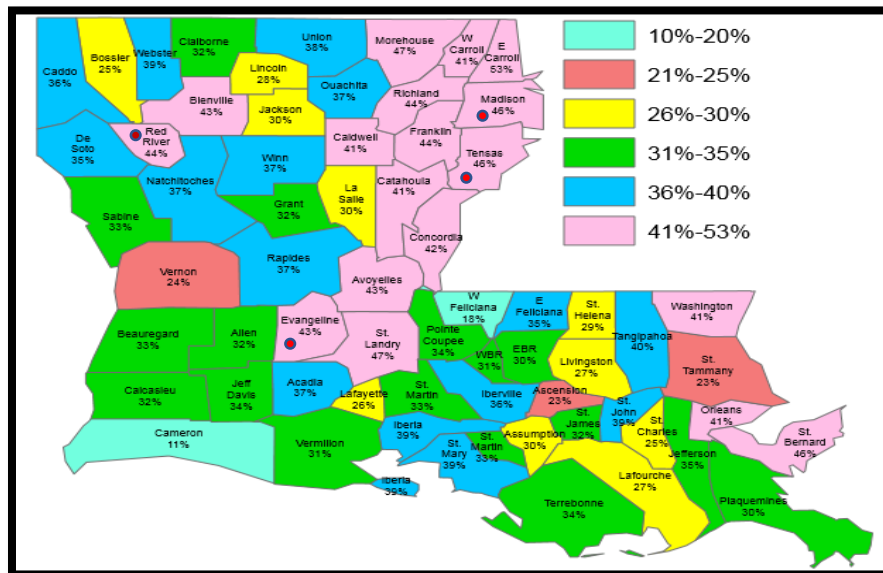 Caddo
36%
Bossler
25%
Webster
39%
Claiborne
32%
Union
38%
Morehouse
47%
W
Carroll
41%
E
Carroll
53%
Lincoln
28%
Ouachita
37%
Richland
44%
Madison
46%
Bienville
43%
Jackson
30%
Caldwell
41%
Franklin
44%
Tensas
46%
De
Soto
35%
Red
River
44%
Natchitoches
37%
Winn
37%
La
Salle
30%
Catahoula
41%
Sabine
33%
Grant
32%
Concordia
42%
Vernon
24%
Rapides
37%
Avoyelles
43%
Beauregard
33%
Allen
32%
Evangeline
43%
St.
Landry
47%
Pointe
Coupee
34%
W
Feliciana
18%
E
Feliciana
35%
St.
Helena
29%
Tangipahoa
40%
Washington
41%
WBR
31%
EBR
30%
Livingston
27%
St.
Tammany
23%
Calcasieu
32%
Jeff
Davis
34%
Acadia
37%
Lafayette
26%
St.
Martin
33%
Iberville
36%
Ascension
23%
St.
James
32%
St.
John
39%
St.
Charles
25%
Orleans
41%
St.
Bernard
46%
Cameron
11%
Vermillion
31%
Iberia
39%
St.
Mary
39%
St.
Martin
33%
Assumption
30%
Jefferson
35%
Iberia
39%
Terrebonne
34%
Lafourche
27%
Plaquemines
30%
10%-20%
21%-25%
26%-30%
31%-35%
36%-40%
41%-53%